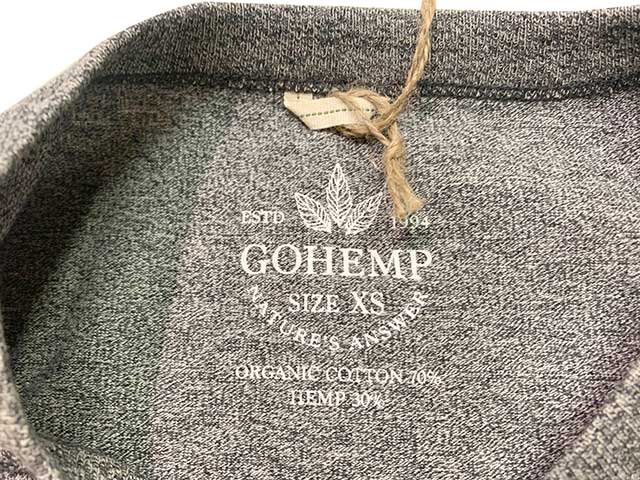 ESTD 1994
GOHEMP
SIZE XS
NATURE'S ANSWER
ORGANIC COTTON 70%
HEMP 30%